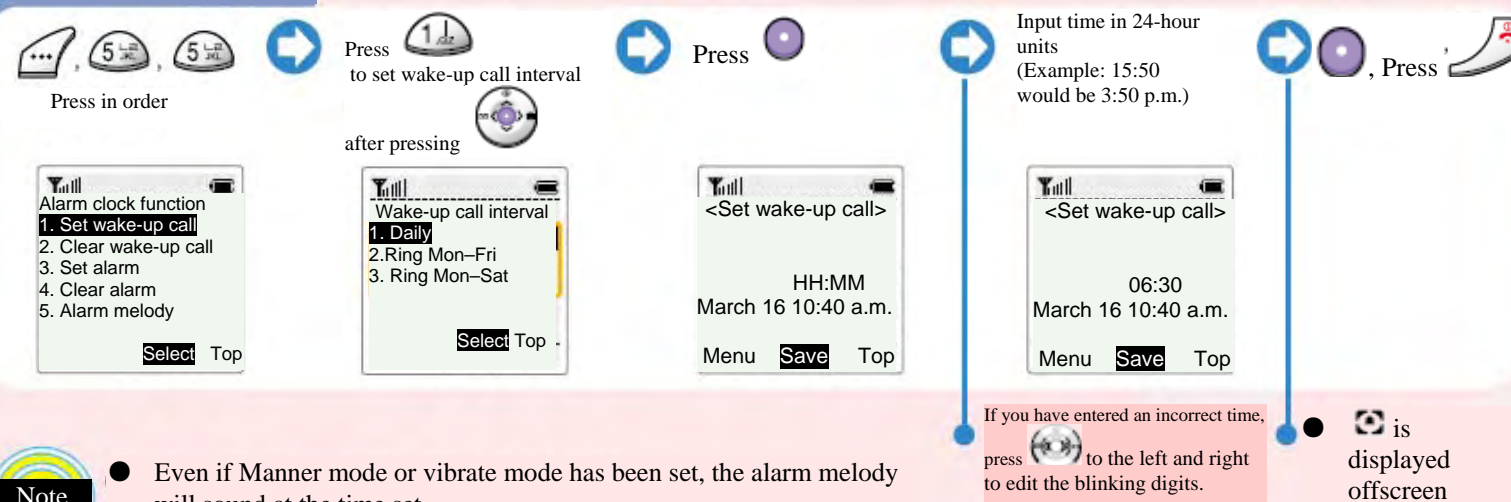 Press in order
Press
to set wake-up call interval
after pressing
Press
Input time in 24-hour
units
(Example: 15:50
would be 3:50 p.m.)
, Press
Alarm clock function
1. Set wake-up call
2. Clear wake-up call
3. Set alarm
4. Clear alarm
5. Alarm melody
Select Top
Wake-up call interval
1. Daily
2.Ring Mon–Fri
3. Ring Mon–Sat
Select Top
<Set wake-up call>
HH:MM
March 16 10:40 a.m.
Menu Save Top
<Set wake-up call>
06:30
March 16 10:40 a.m.
Menu Save Top
If you have entered an incorrect time,
press to the left and right
to edit the blinking digits.
● is
displayed
offscreen
Note
● Even if Manner mode or vibrate mode has been set, the alarm melody
will sound at the time set